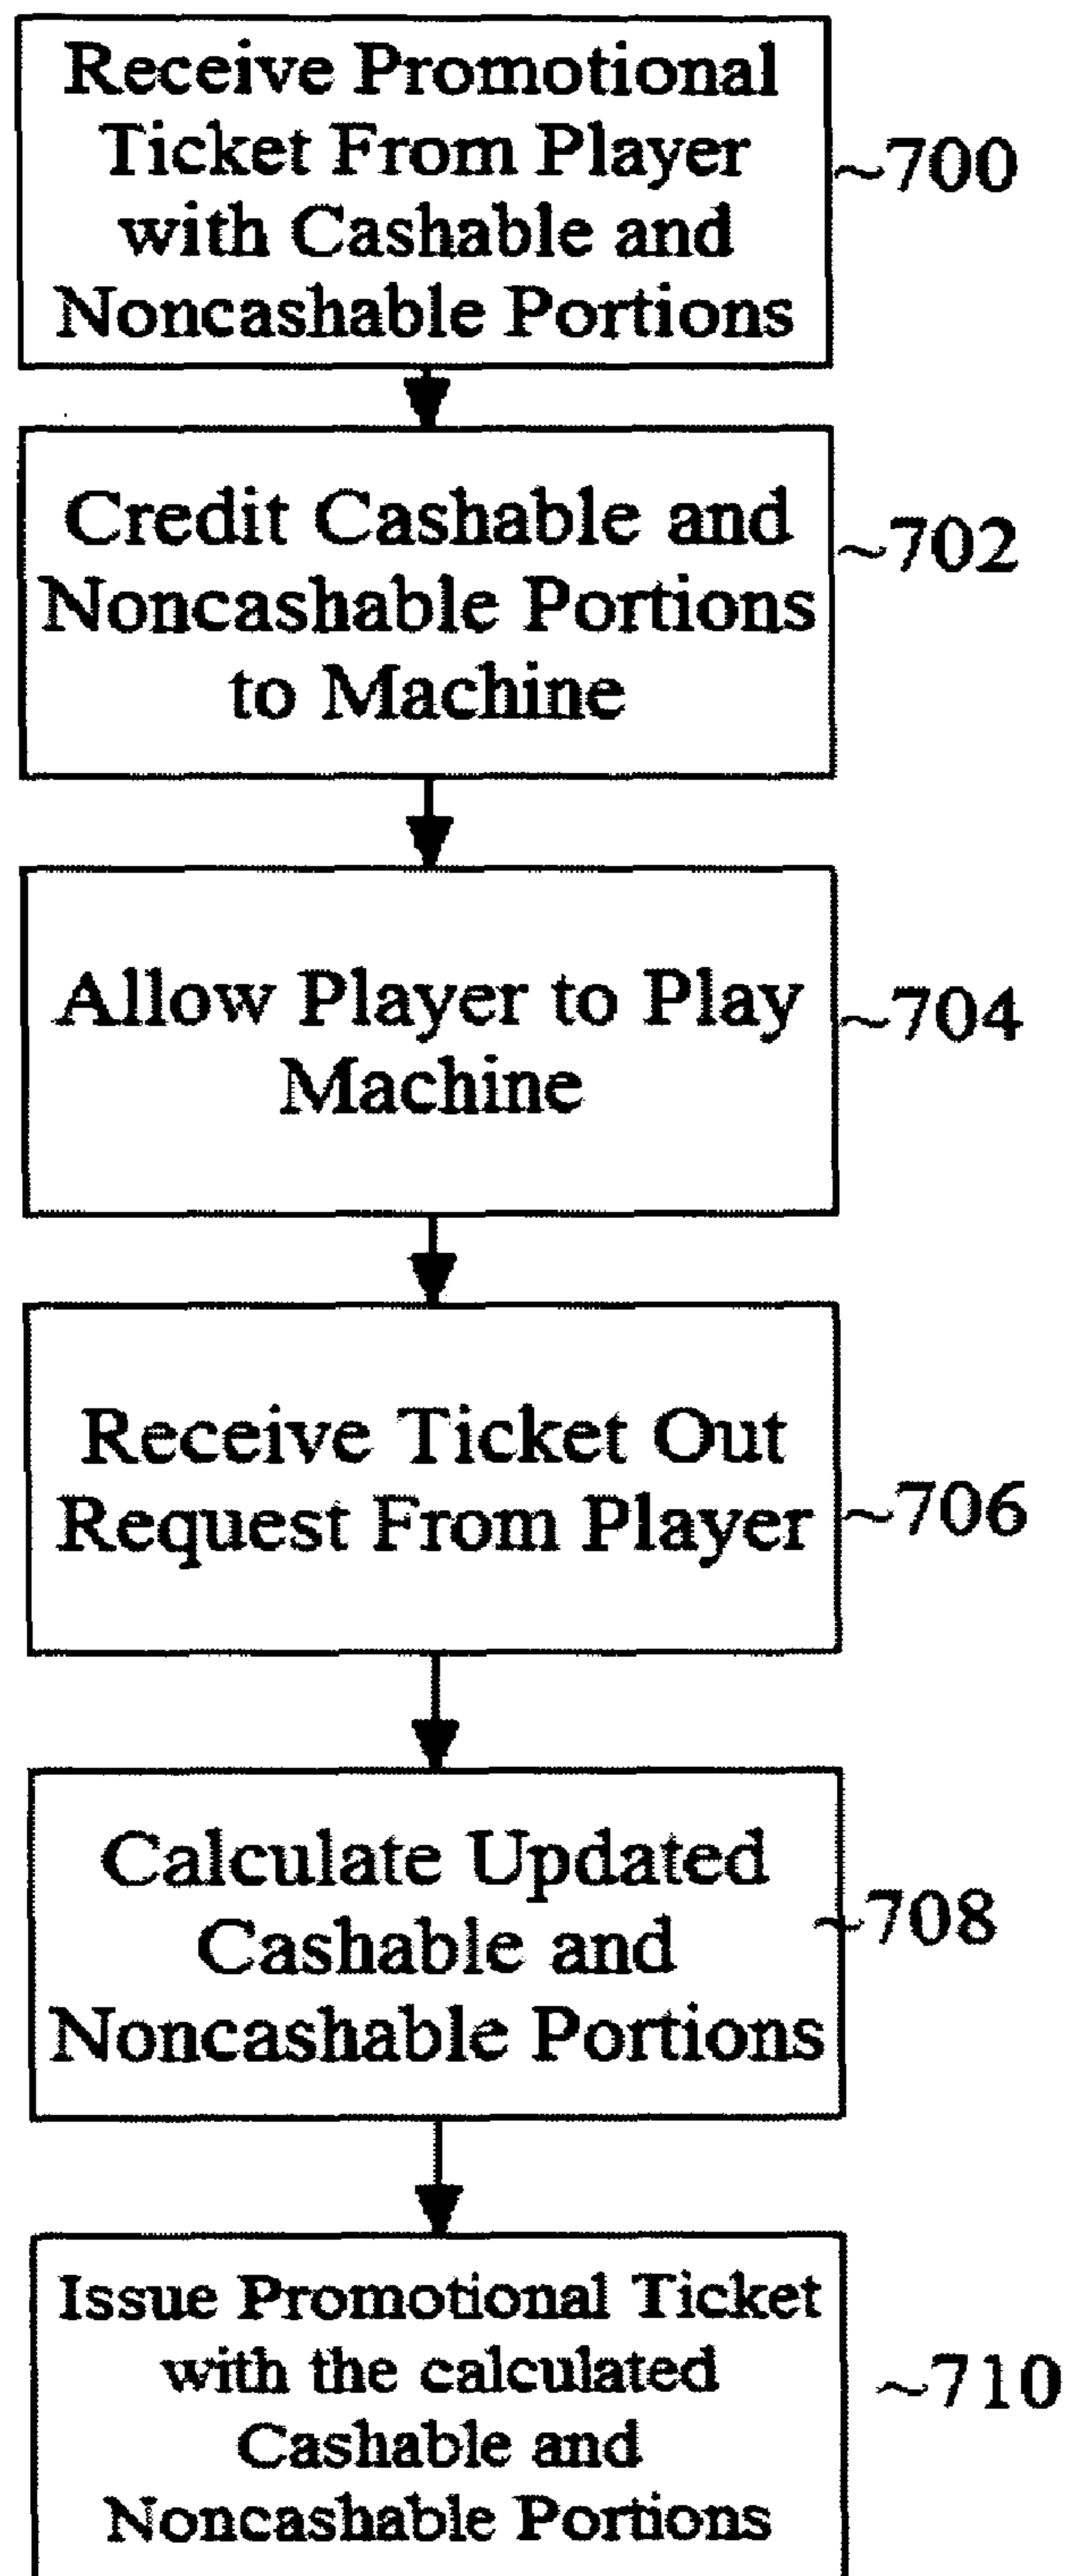 Receive Promotional
Ticket From Player
with Cashable and
Noncashable Portions
~700
Credit Cashable and
Noncashable Portions
to Machine
~702
Allow Player to Play
Machine
~704
Receive Ticket Out
Request From Player
~706
Calculate Updated
Cashable and
Noncashable Portions
~708
Issue Promotional Ticket
with the calculated
Cashable and
Noncashable Portions
~710